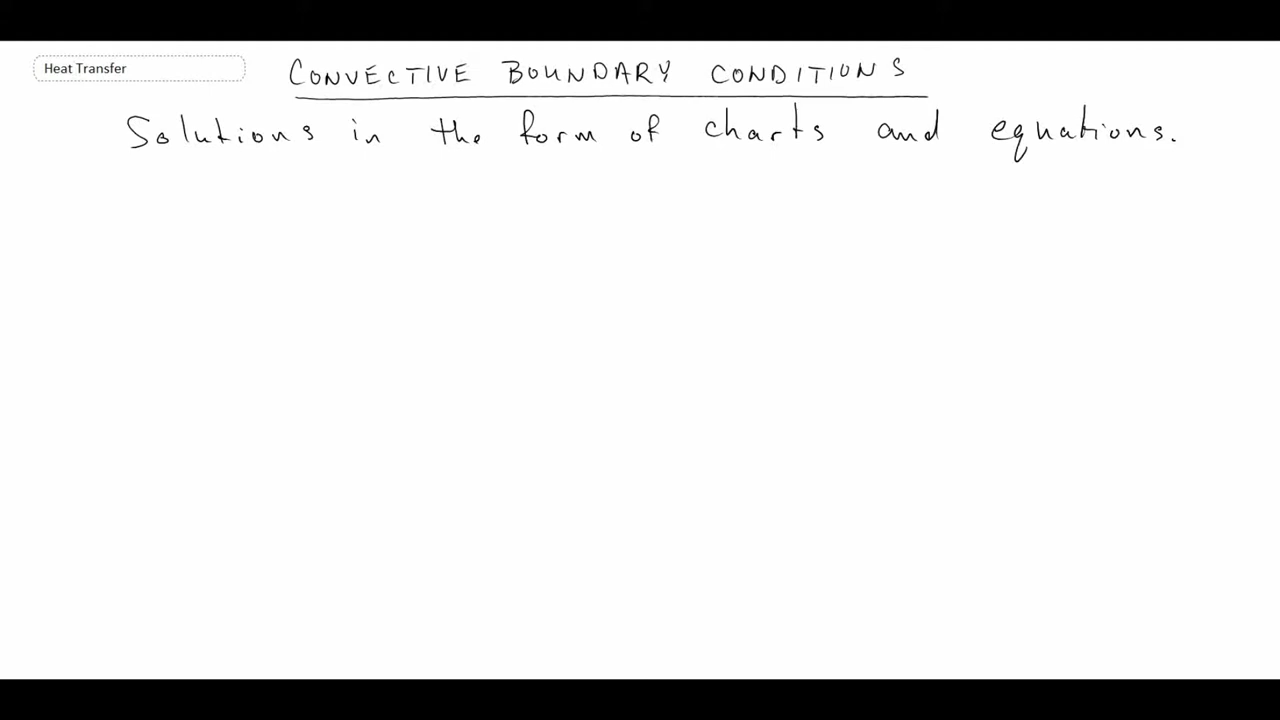 Heat Transfer
CONVECTIVE BOUNDARY CONDITIONS
Solutions in the form of charts and equations.